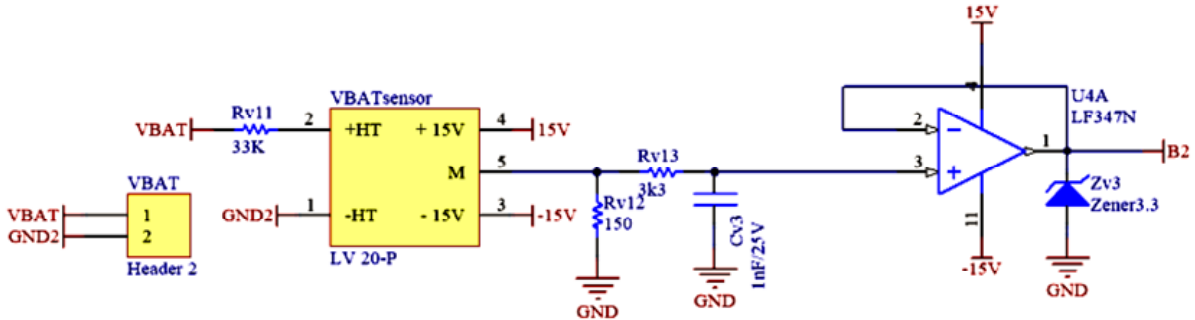 15V
VBATsensor
Rv11
VBAT
33K
2
+HT
+ 15V
4
15V
M
5
1
-HT
- 15V
3
-15V
GND2
LV 20-P
VBAT
VBAT
1
GND2
2
Header 2
Rv13
3k3
Rv12
150
GND
Cv3
1nF/25V
GND
4
U4A
LF347N
2
3
1
B2
11
-15V
Zv3
Zener3.3
GND